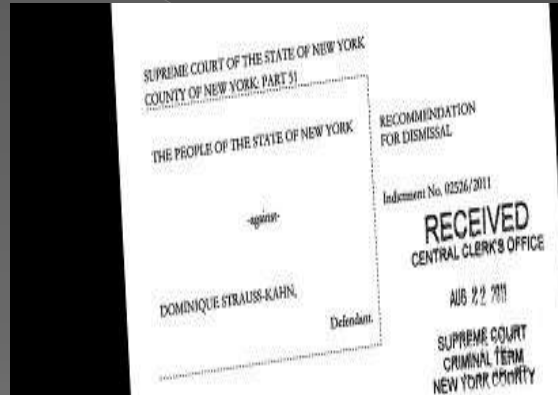 SUPREME COURT OF THE STATE OF NEW YORK
COUNTY OF NEW YORK: PART 51
THE PEOPLE OF THE STATE OF NEW YORK
-against-
DOMINIQUE STRAUSS-KAHN,
Defendant.
RECOMMENDATION
FOR DISMISSAL
Indictment No. 02526/2011
RECEIVED
CENTRAL CLERK'S OFFICE
AUG 22 2011
SUPREME COURT
CRIMINAL TERM
NEW YORK COUNTY